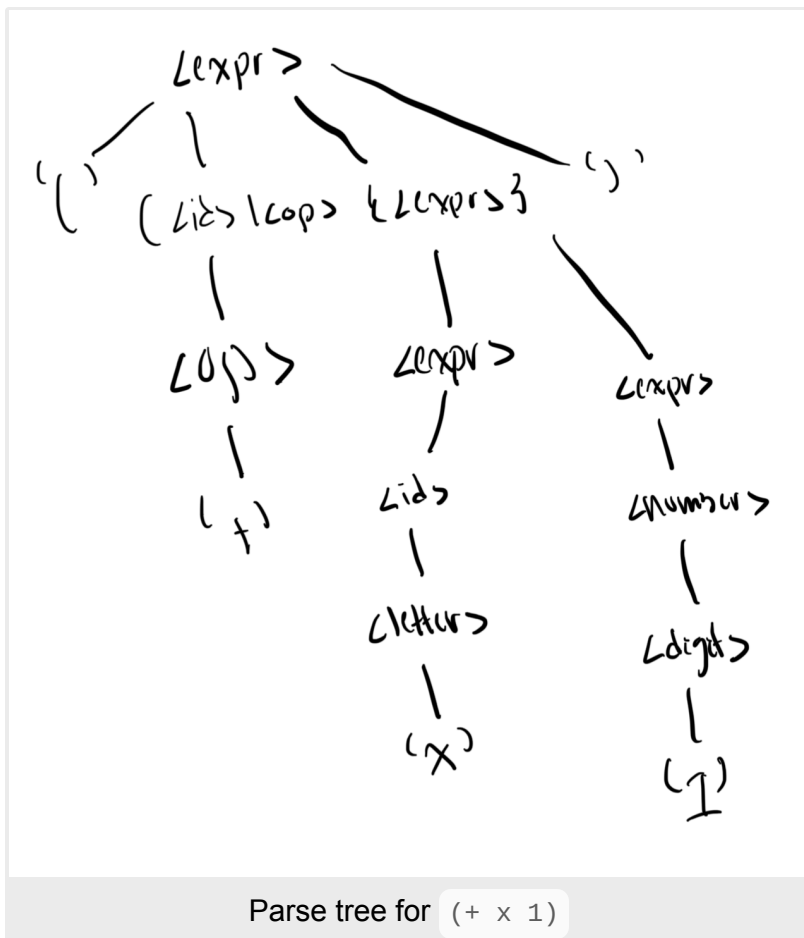 <expr>
'(' (<id>|<op> {<expr>} ')'
<op> <expr> <expr>
'+' <id> <number>
<letter> <digit>
'x' '1'
Parse tree for (+ x 1)